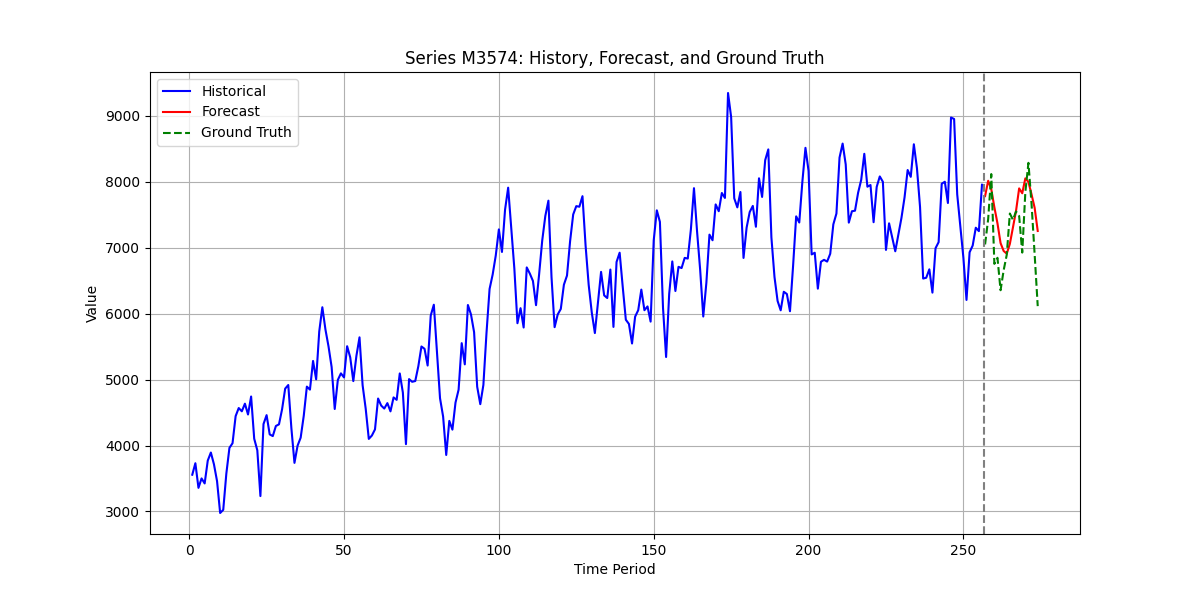 Series M3574: History, Forecast, and Ground Truth
Historical
Forecast
Ground Truth
9000
8000
7000
6000
5000
4000
3000
Value
0 50 100 150 200 250
Time Period